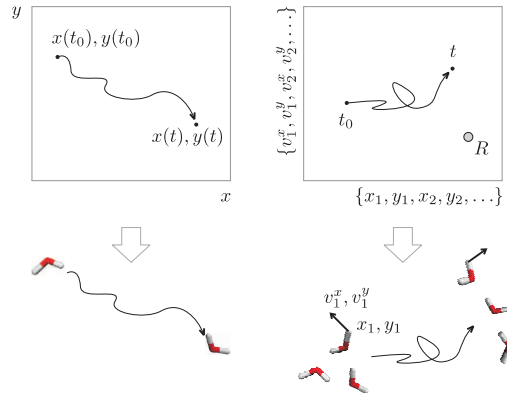 y
x(t₀), y(t₀)
x(t), y(t)
x
{v₁ˣ, v₁ʸ, v₂ˣ, v₂ʸ, ...}
t
t₀
R
{x₁, y₁, x₂, y₂, ...}
v₁ˣ, v₁ʸ
x₁, y₁